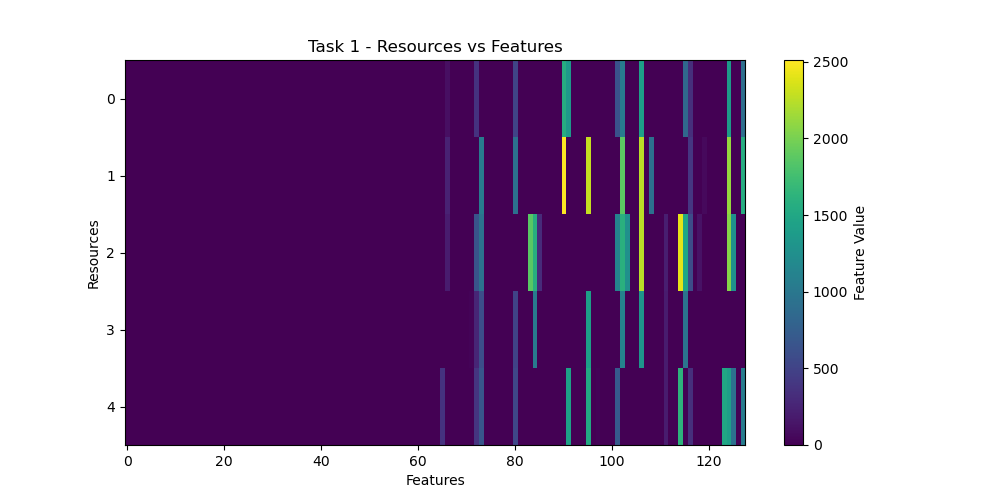 Task 1 - Resources vs Features
Resources
0
1
2
3
4
0 20 40 60 80 100 120
Features
2500
2000
1500
1000
500
0
Feature Value